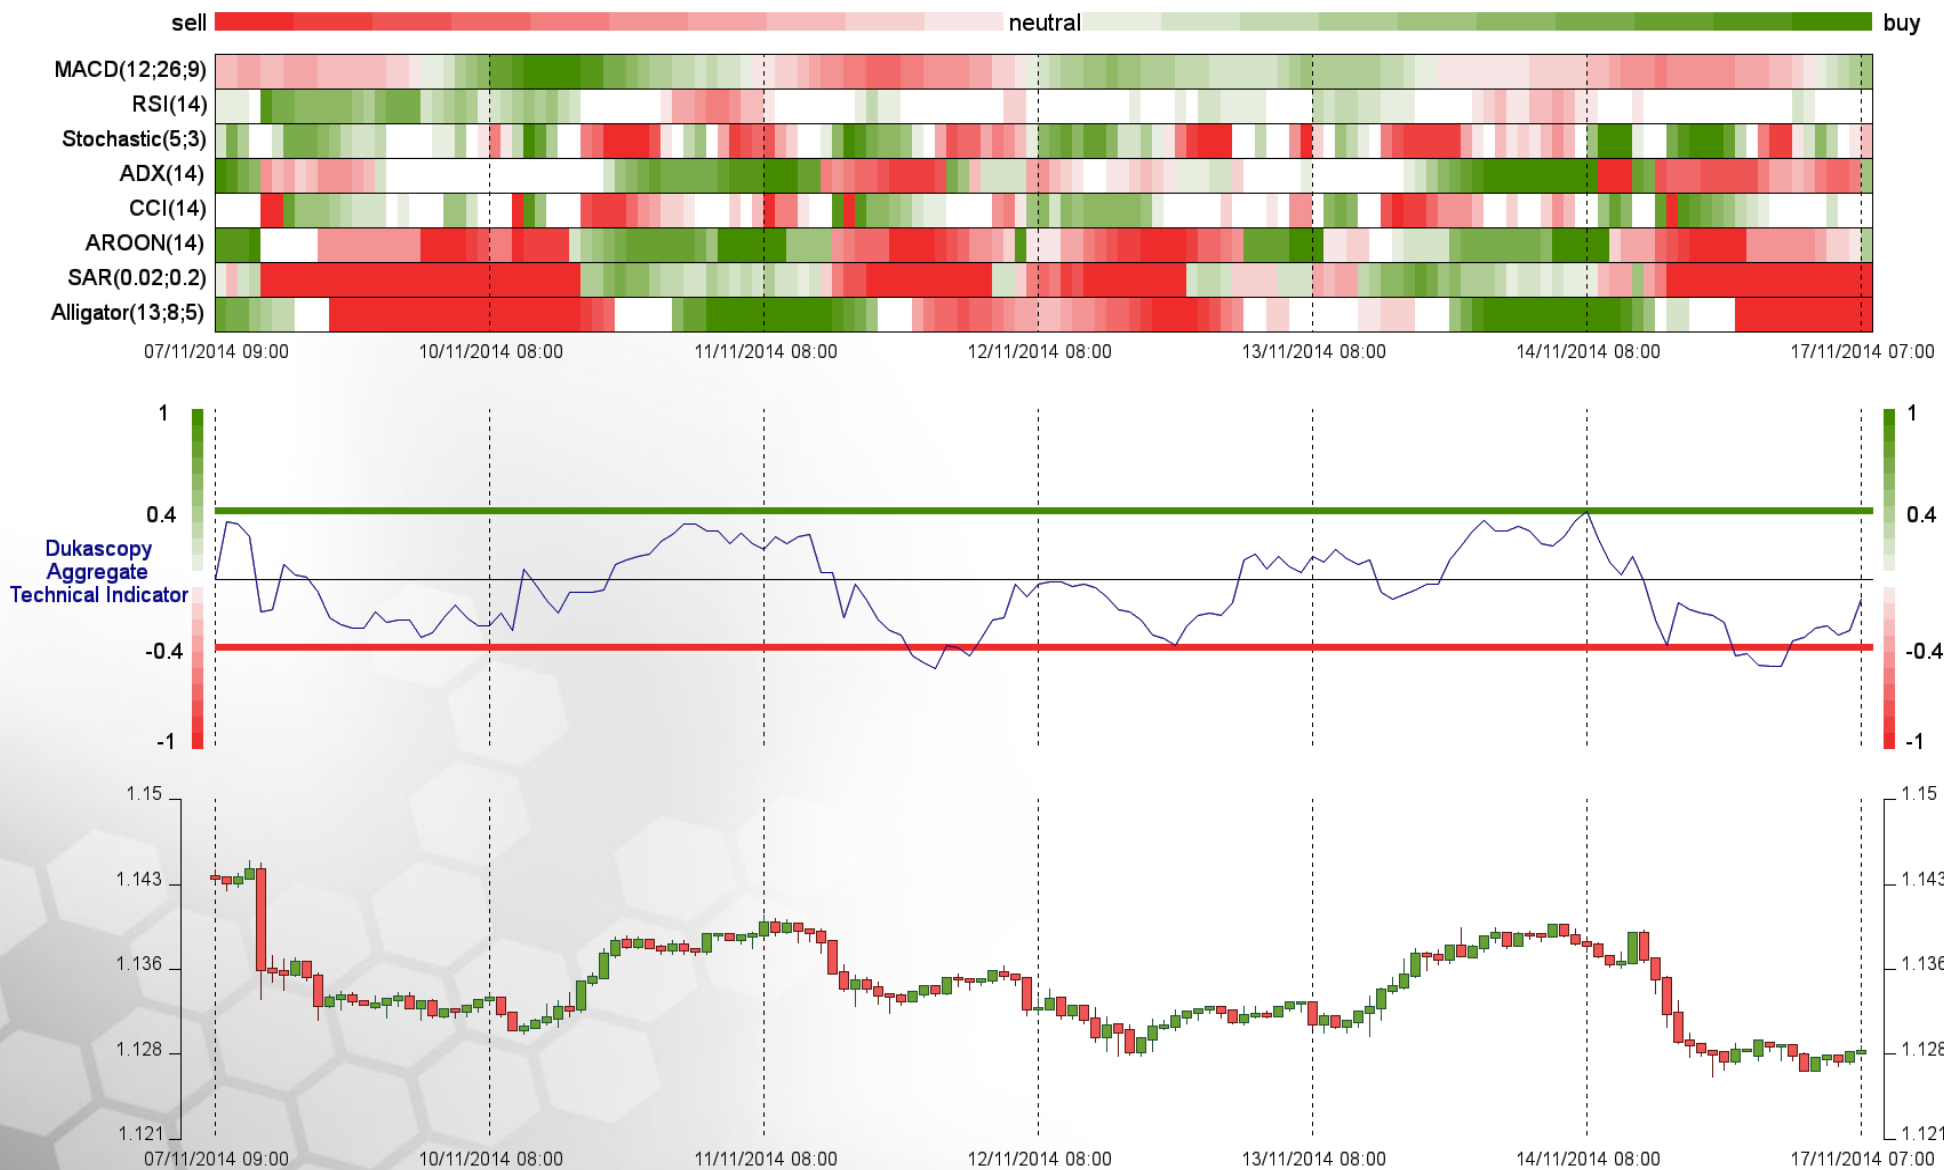 sell neutral buy
MACD(12;26;9)
RSI(14)
Stochastic(5;3)
ADX(14)
CCI(14)
AROON(14)
SAR(0.02;0.2)
Alligator(13;8;5)
07/11/2014 09:00 10/11/2014 08:00 11/11/2014 08:00 12/11/2014 08:00 13/11/2014 08:00 14/11/2014 08:00 17/11/2014 07:00
1 1
0.4 0.4
Dukascopy
Aggregate
Technical Indicator
-0.4 -0.4
-1 -1
1.15 1.15
1.143 1.143
1.136 1.136
1.128 1.128
1.121 1.121
07/11/2014 09:00 10/11/2014 08:00 11/11/2014 08:00 12/11/2014 08:00 13/11/2014 08:00 14/11/2014 08:00 17/11/2014 07:00